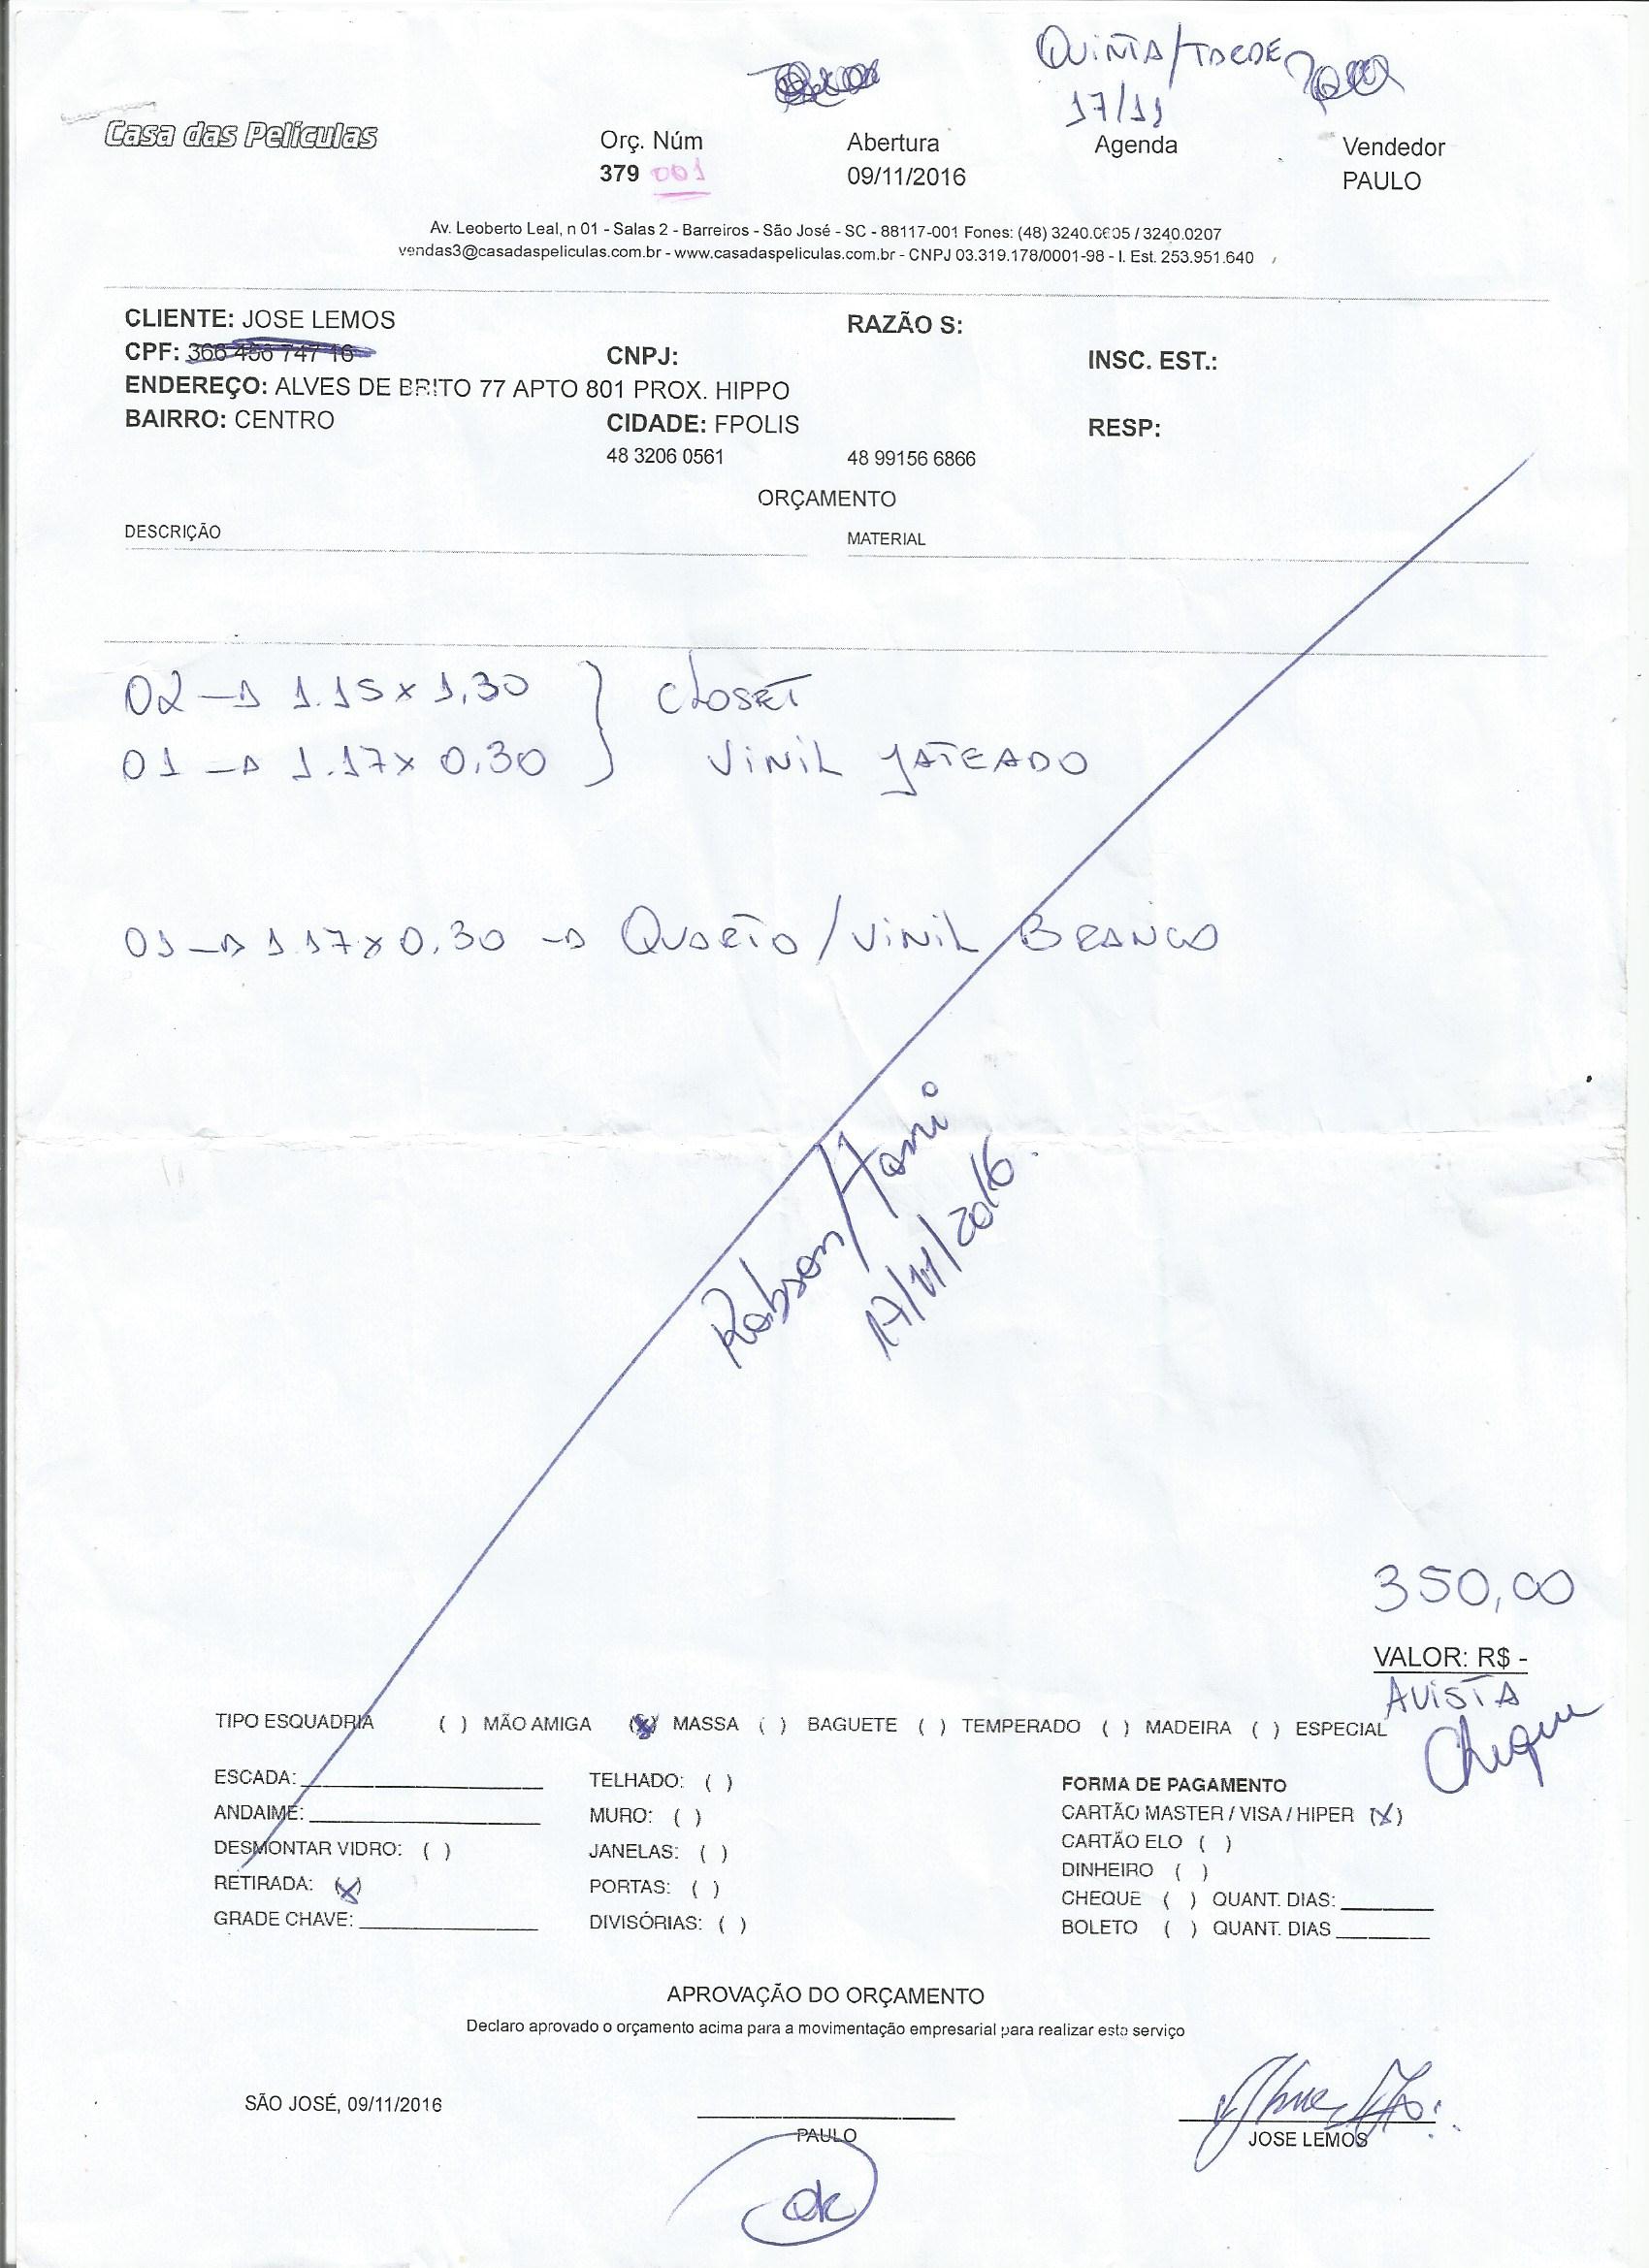 QUINTA/TARDE
17/11
Casa das Películas
Orç. Núm Abertura Agenda Vendedor
379 001 09/11/2016 PAULO
Av. Leoberto Leal, n 01 - Salas 2 - Barreiros - São José - SC - 88117-001 Fones: (48) 3240.0605 / 3240.0207
vendas3@casadaspeliculas.com.br - www.casadaspeliculas.com.br - CNPJ 03.319.178/0001-98 - I. Est. 253.951.640
CLIENTE: JOSE LEMOS RAZÃO S:
CPF: CNPJ: INSC. EST.:
ENDEREÇO: ALVES DE BRITO 77 APTO 801 PROX. HIPPO
BAIRRO: CENTRO CIDADE: FPOLIS RESP:
48 3206 0561 48 99156 6866
ORÇAMENTO
DESCRIÇÃO MATERIAL
02 → 1.15 x 1,30 } CLOSET
01 → 1.17 x 0,30 VINIL JATEADO
01 → 1.17 x 0,30 → QUARTO/VINIL BRANCO
Robson/
17/11/2016.
350,00
VALOR: R$ -
AVISTA
Cheque
TIPO ESQUADRIA ( ) MÃO AMIGA (X) MASSA ( ) BAGUETE ( ) TEMPERADO ( ) MADEIRA ( ) ESPECIAL
ESCADA: TELHADO: ( ) FORMA DE PAGAMENTO
ANDAIME: MURO: ( ) CARTÃO MASTER / VISA / HIPER (X)
DESMONTAR VIDRO: ( ) JANELAS: ( ) CARTÃO ELO ( )
RETIRADA: (X) PORTAS: ( ) DINHEIRO ( )
GRADE CHAVE: DIVISÓRIAS: ( ) CHEQUE ( ) QUANT. DIAS:
BOLETO ( ) QUANT. DIAS
APROVAÇÃO DO ORÇAMENTO
Declaro aprovado o orçamento acima para a movimentação empresarial para realizar esto serviço
SÃO JOSÉ, 09/11/2016
PAULO JOSE LEMOS
ok